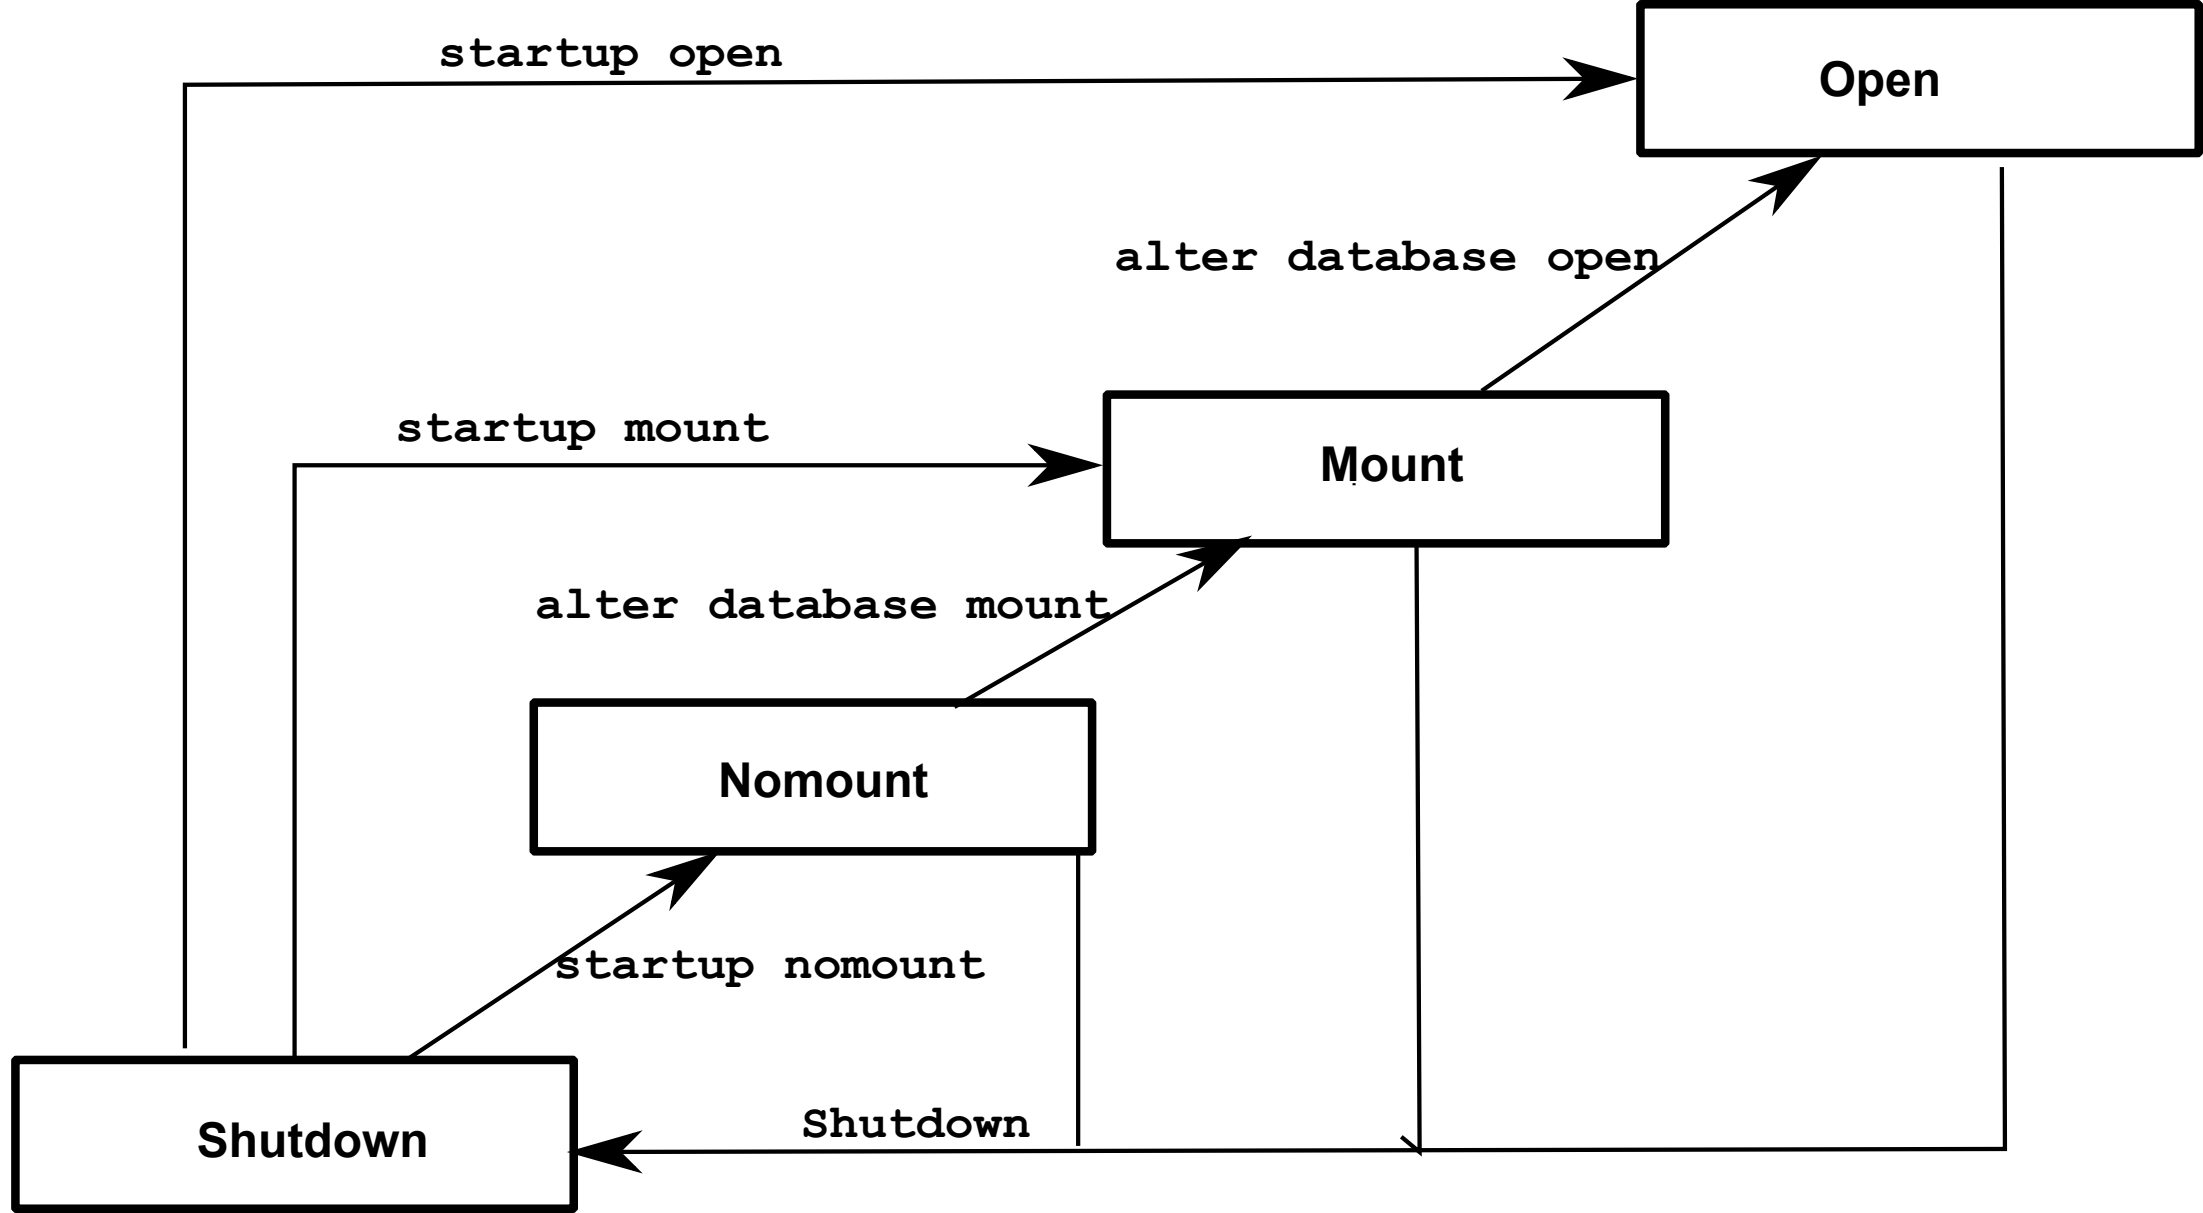 startup open
Open
alter database open
startup mount
Mount
alter database mount
Nomount
startup nomount
Shutdown
Shutdown